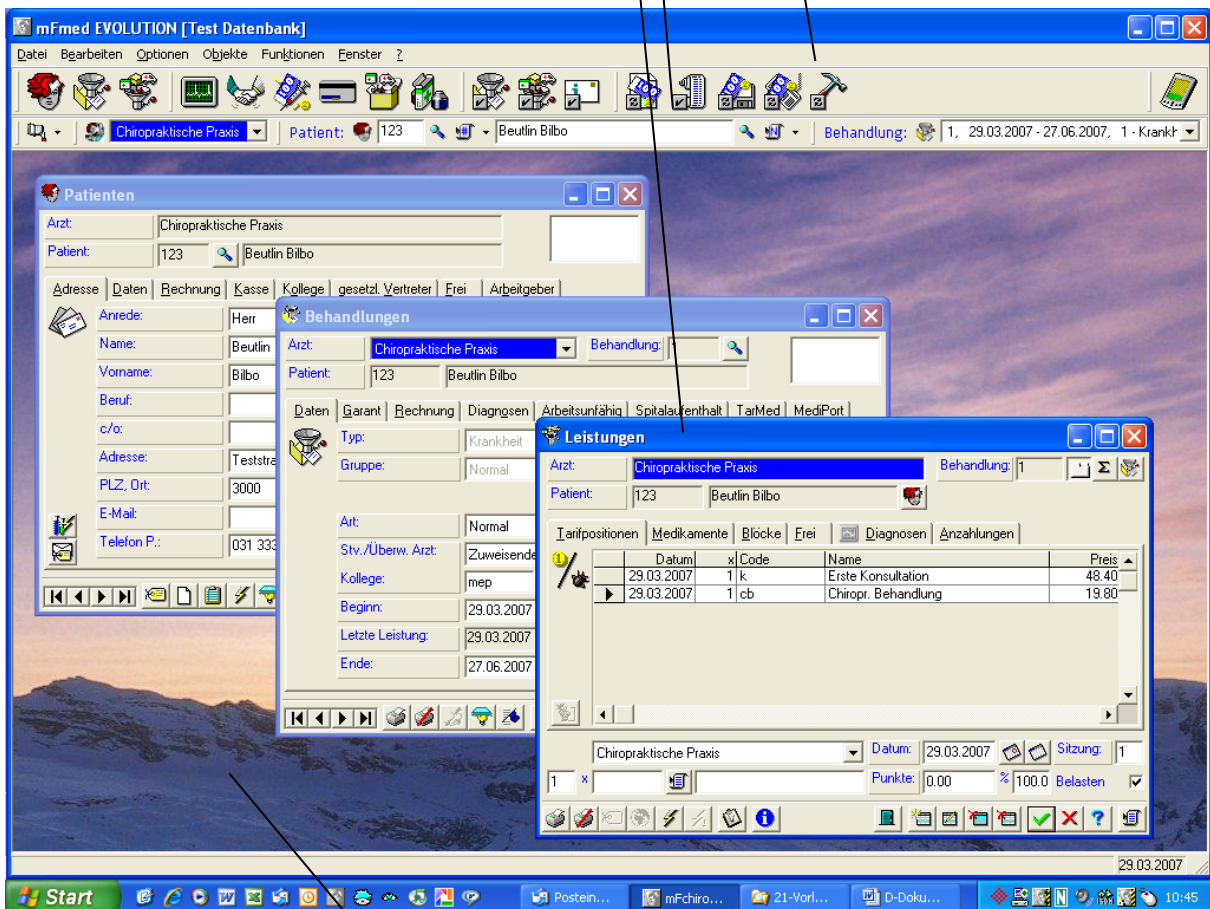 mFmed EVOLUTION [Test Datenbank]
Datei Bearbeiten Optionen Objekte Funktionen Fenster ?
Chiropraktische Praxis Patient: 123 Beutlin Bilbo Behandlung: 1, 29.03.2007 - 27.06.2007, 1 - Krankh
Patienten
Arzt: Chiropraktische Praxis
Patient: 123 Beutlin Bilbo
Adresse Daten Rechnung Kasse Kollege gesetzl. Vertreter Frei Arbeitgeber
Anrede: Herr
Name: Beutlin
Vorname: Bilbo
Beruf:
c/o:
Adresse: Teststra
PLZ, Ort: 3000
E-Mail:
Telefon P.: 031 333
Behandlungen
Arzt: Chiropraktische Praxis Behandlung:
Patient: 123 Beutlin Bilbo
Daten Garant Rechnung Diagnosen Arbeitsunfähig Spitalaufenthalt TarMed MediPort
Typ: Krankheit
Gruppe: Normal
Art: Normal
Stv./Überw. Arzt: Zuweisende
Kollege: mep
Beginn: 29.03.2007
Letzte Leistung: 29.03.2007
Ende: 27.06.2007
Leistungen
Arzt: Chiropraktische Praxis Behandlung: 1 Σ
Patient: 123 Beutlin Bilbo
Tarifpositionen Medikamente Blöcke Frei Diagnosen Anzahlungen
Datum x Code Name Preis
29.03.2007 1 k Erste Konsultation 48.40
29.03.2007 1 cb Chiropr. Behandlung 19.80
Chiropraktische Praxis Datum: 29.03.2007 Sitzung: 1
1 x Punkte: 0.00 % 100.0 Belasten
29.03.2007
Start Postein... mFchiro... 21-Vorl... D-Doku... 10:45